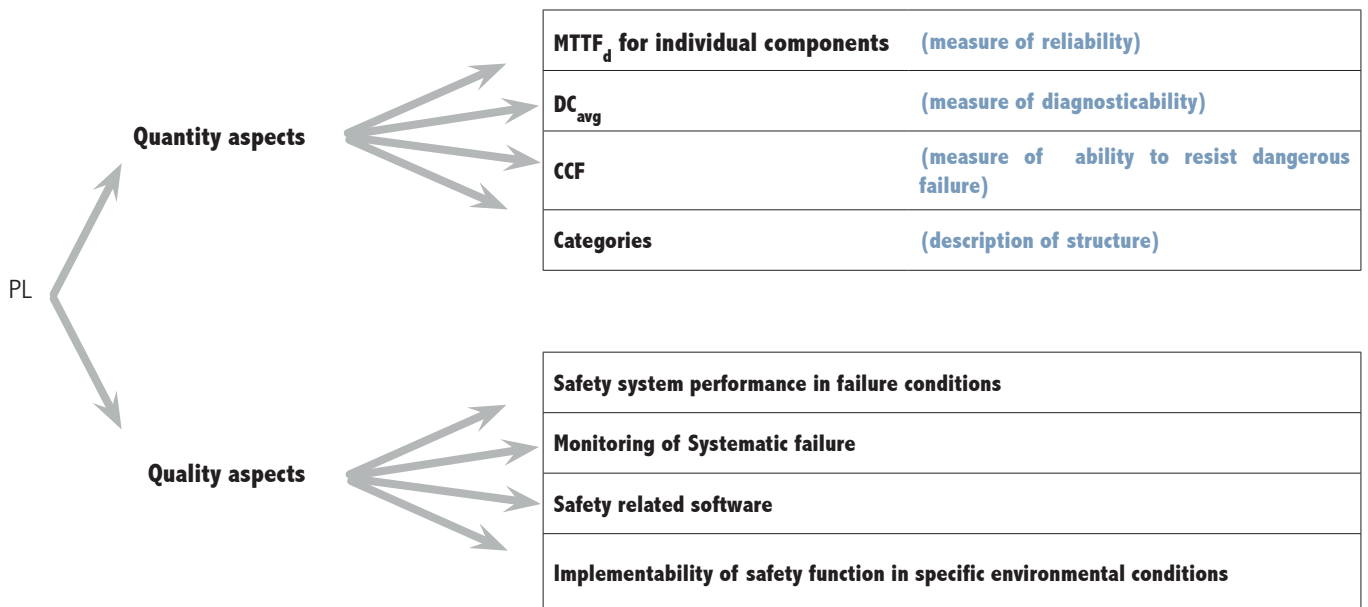 MTTFd for individual components (measure of reliability)
DCavg (measure of diagnosticability)
Quantity aspects
CCF (measure of ability to resist dangerous
failure)
Categories (description of structure)
PL
Safety system performance in failure conditions
Monitoring of Systematic failure
Quality aspects
Safety related software
Implementability of safety function in specific environmental conditions